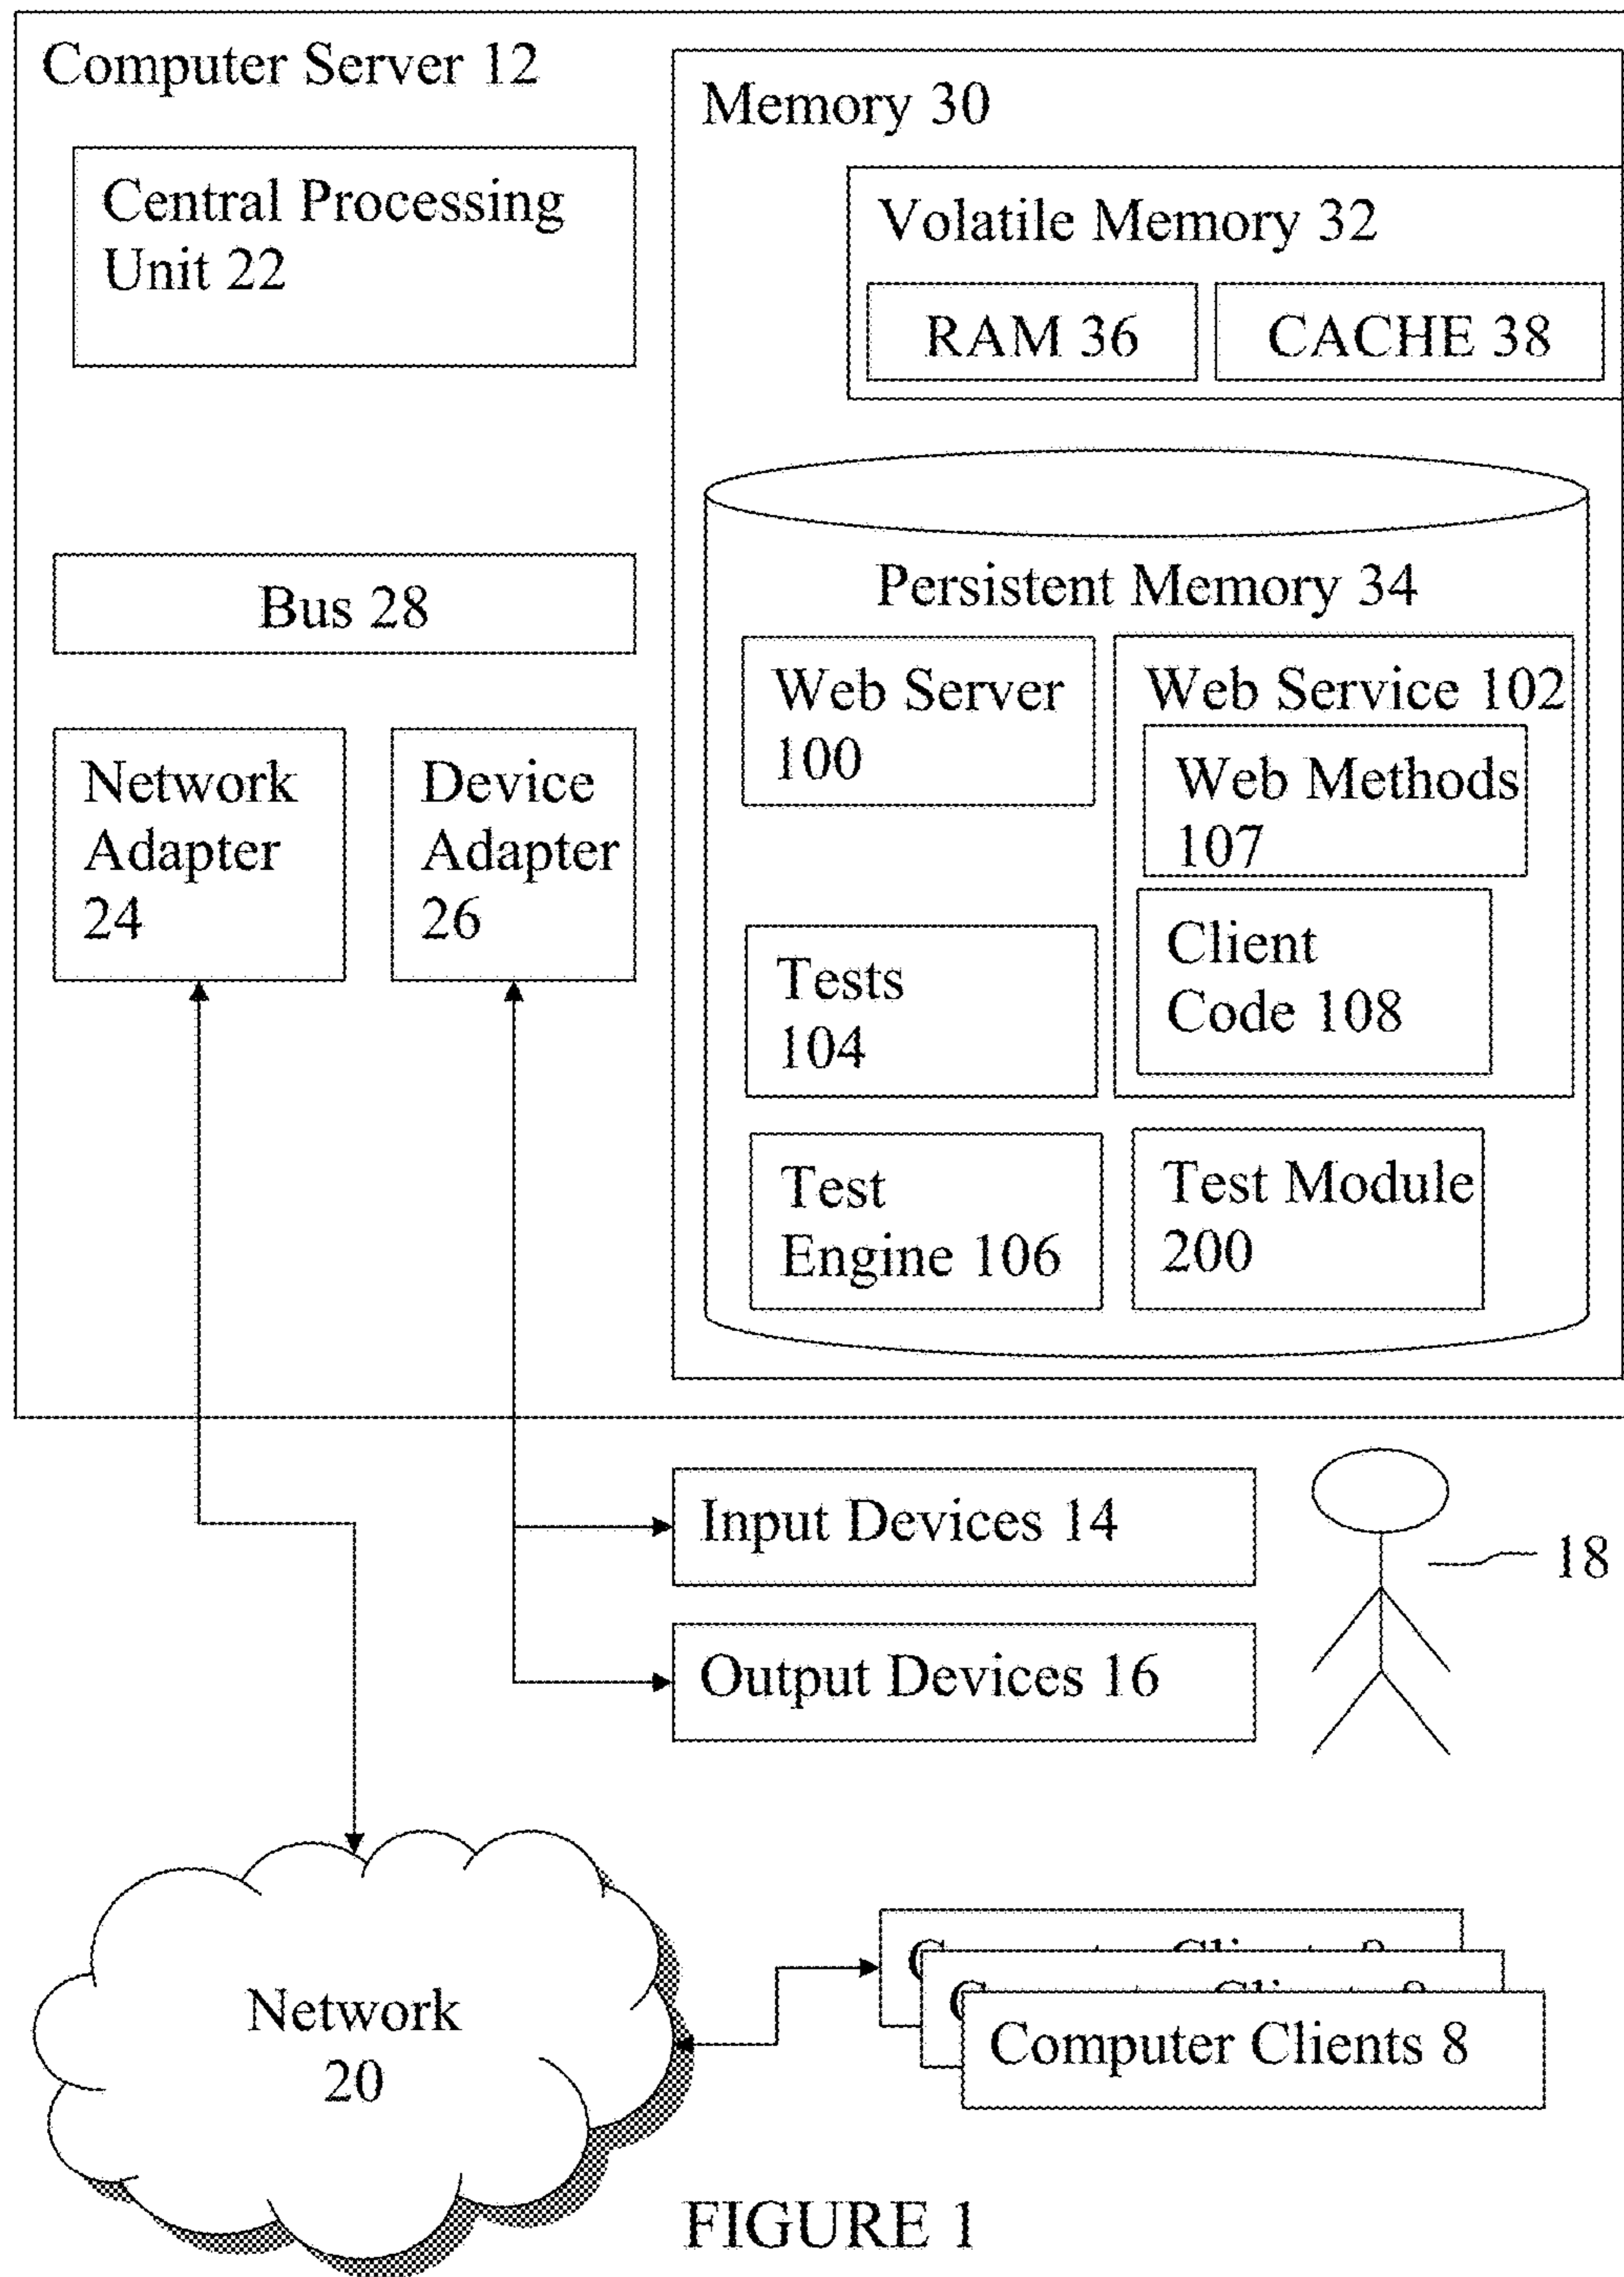 Computer Server 12
Memory 30
Central Processing
Unit 22
Volatile Memory 32
RAM 36
CACHE 38
Bus 28
Persistent Memory 34
Web Server
100
Web Service 102
Web Methods
107
Client
Code 108
Network
Adapter
24
Device
Adapter
26
Tests
104
Test
Engine 106
Test Module
200
Input Devices 14
18
Output Devices 16
Network
20
Computer Clients 8
FIGURE 1